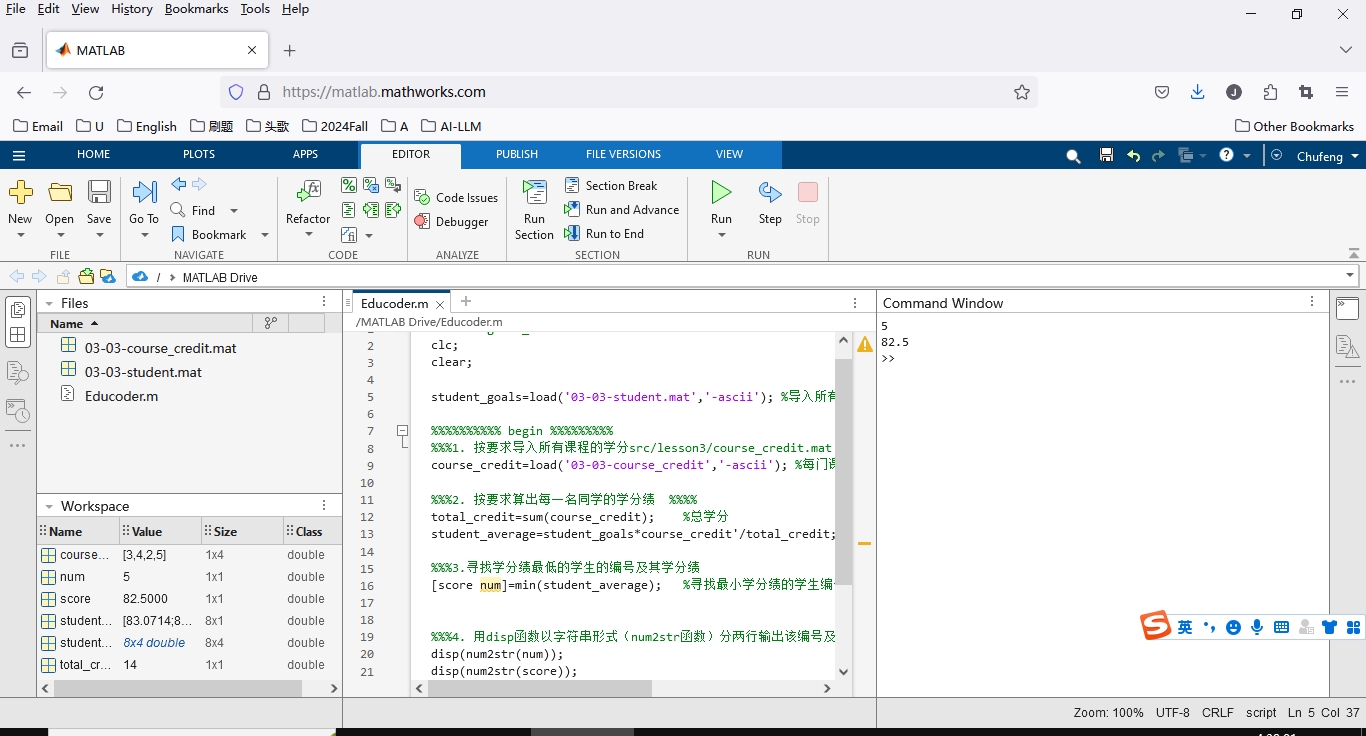 File Edit View History Bookmarks Tools Help
MATLAB
https://matlab.mathworks.com
J
Email U English 刷题 头歌 2024Fall A AI-LLM Other Bookmarks
HOME PLOTS APPS EDITOR PUBLISH FILE VERSIONS VIEW Chufeng
New Open Save Go To Find Bookmark Refactor Code Issues Debugger Run Section Section Break Run and Advance Run to End Run Step Stop
FILE NAVIGATE CODE ANALYZE SECTION RUN
/ MATLAB Drive
Files
Name
03-03-course_credit.mat
03-03-student.mat
Educoder.m
Workspace
Name Value Size Class
course... [3,4,2,5] 1x4 double
num 5 1x1 double
score 82.5000 1x1 double
student... [83.0714;8... 8x1 double
student... 8x4 double 8x4 double
total_cr... 14 1x1 double
Educoder.m
/MATLAB Drive/Educoder.m
2 clc;
3 clear;
4
5 student_goals=load('03-03-student.mat','-ascii'); %导入所有
6
7 %%%%%%%%%% begin %%%%%%%%%
8 %%%1. 按要求导入所有课程的学分src/lesson3/course_credit.mat
9 course_credit=load('03-03-course_credit','-ascii'); %每门课
10
11 %%%2. 按要求算出每一名同学的学分绩 %%%%
12 total_credit=sum(course_credit); %总学分
13 student_average=student_goals*course_credit'/total_credit;
14
15 %%%3.寻找学分绩最低的学生的编号及其学分绩
16 [score num]=min(student_average); %寻找最小学分绩的学生编
17
18
19 %%%4. 用disp函数以字符串形式（num2str函数）分两行输出该编号及
20 disp(num2str(num));
21 disp(num2str(score));
Command Window
5
82.5
>>
英
Zoom: 100% UTF-8 CRLF script Ln 5 Col 37